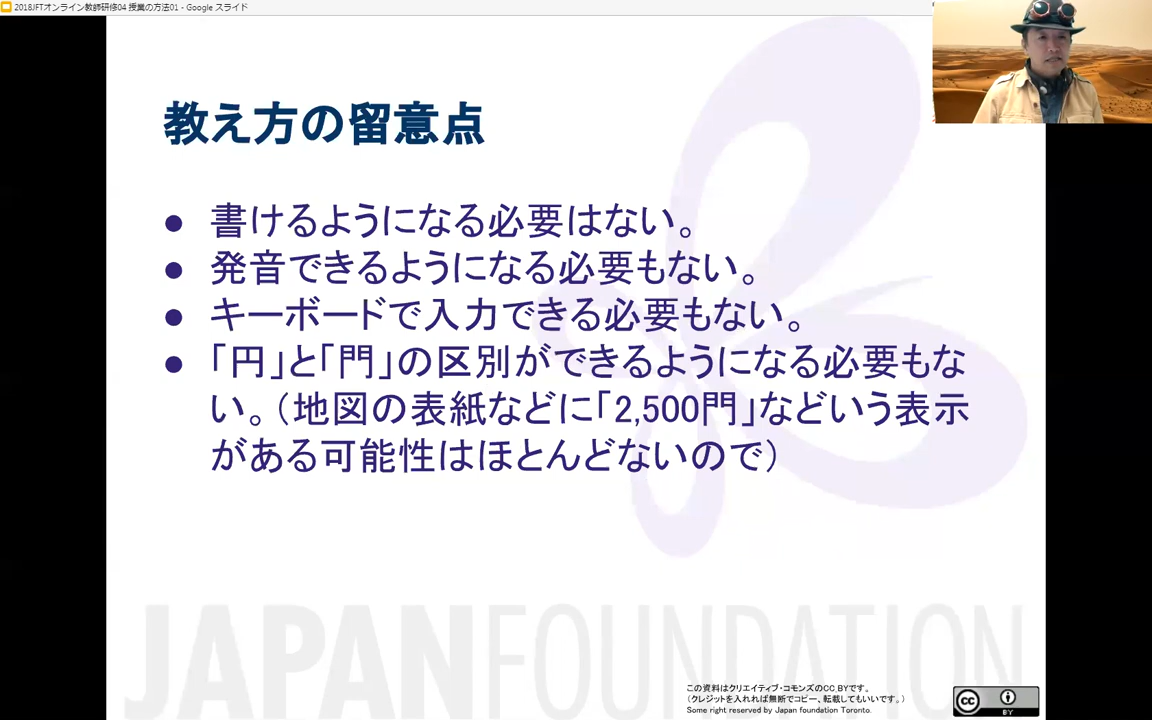 2018JFTオンライン教師研修04 授業の方法01 - Google スライド
教え方の留意点
● 書けるようになる必要はない。
● 発音できるようになる必要もない。
● キーボードで入力できる必要もない。
● 「円」と「門」の区別ができるようになる必要もな
い。（地図の表紙などに「2,500門」などいう表示
がある可能性はほとんどないので）
JAPANFOUNDATION
この資料はクリエイティブ・コモンズのCC_BYです。
（クレジットを入れれば無断でコピー、転載してもいいです。）
Some right reserved by Japan foundation Toronto.
cc
BY